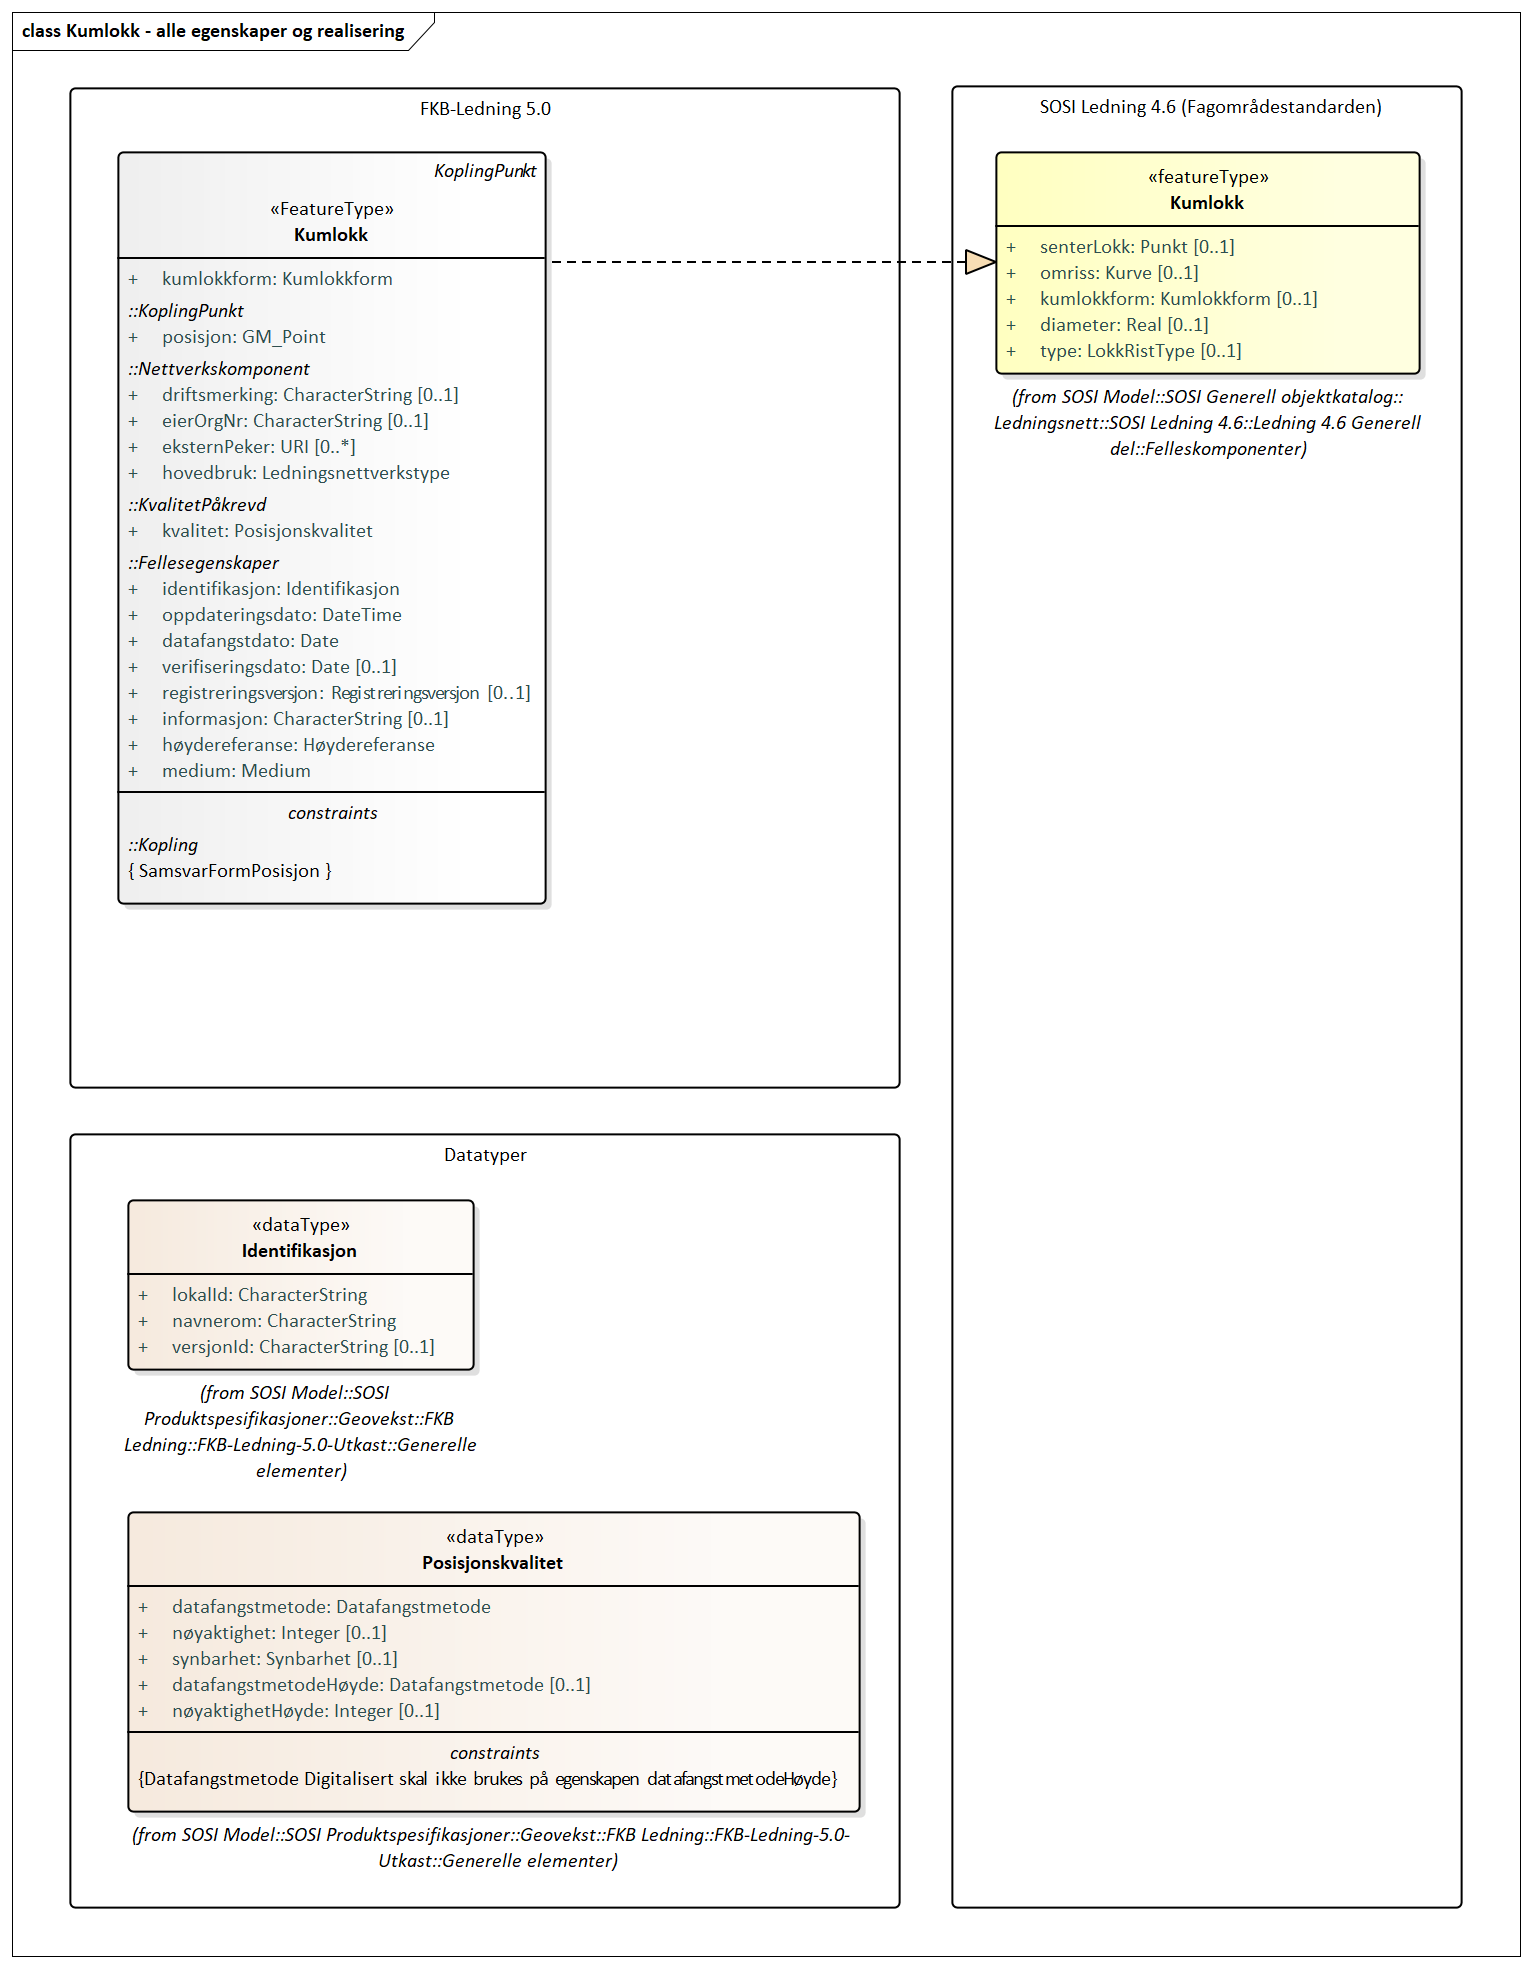 class Kumlokk - alle egenskaper og realisering
FKB-Ledning 5.0
KoplingPunkt
«FeatureType»
Kumlokk
+ kumlokkform: Kumlokkform
::KoplingPunkt
+ posisjon: GM_Point
::Nettverkskomponent
+ driftsmerking: CharacterString [0..1]
+ eierOrgNr: CharacterString [0..1]
+ eksternPeker: URI [0..*]
+ hovedbruk: Ledningsnettverkstype
::KvalitetPåkrevd
+ kvalitet: Posisjonskvalitet
::Fellesegenskaper
+ identifikasjon: Identifikasjon
+ oppdateringsdato: DateTime
+ datafangstdato: Date
+ verifiseringsdato: Date [0..1]
+ registreringsversjon: Registreringsversjon [0..1]
+ informasjon: CharacterString [0..1]
+ høydereferanse: Høydereferanse
+ medium: Medium
constraints
::Kopling
{ SamsvarFormPosisjon }
SOSI Ledning 4.6 (Fagområdestandarden)
«featureType»
Kumlokk
+ senterLokk: Punkt [0..1]
+ omriss: Kurve [0..1]
+ kumlokkform: Kumlokkform [0..1]
+ diameter: Real [0..1]
+ type: LokkRistType [0..1]
(from SOSI Model::SOSI Generell objektkatalog::
Ledningsnett::SOSI Ledning 4.6::Ledning 4.6 Generell
del::Felleskomponenter)
Datatyper
«dataType»
Identifikasjon
+ lokalId: CharacterString
+ navnerom: CharacterString
+ versjonId: CharacterString [0..1]
(from SOSI Model::SOSI
Produktspesifikasjoner::Geovekst::FKB
Ledning::FKB-Ledning-5.0-Utkast::Generelle
elementer)
«dataType»
Posisjonskvalitet
+ datafangstmetode: Datafangstmetode
+ nøyaktighet: Integer [0..1]
+ synbarhet: Synbarhet [0..1]
+ datafangstmetodeHøyde: Datafangstmetode [0..1]
+ nøyaktighetHøyde: Integer [0..1]
constraints
{Datafangstmetode Digitalisert skal ikke brukes på egenskapen datafangstmetodeHøyde}
(from SOSI Model::SOSI Produktspesifikasjoner::Geovekst::FKB Ledning::FKB-Ledning-5.0-
Utkast::Generelle elementer)